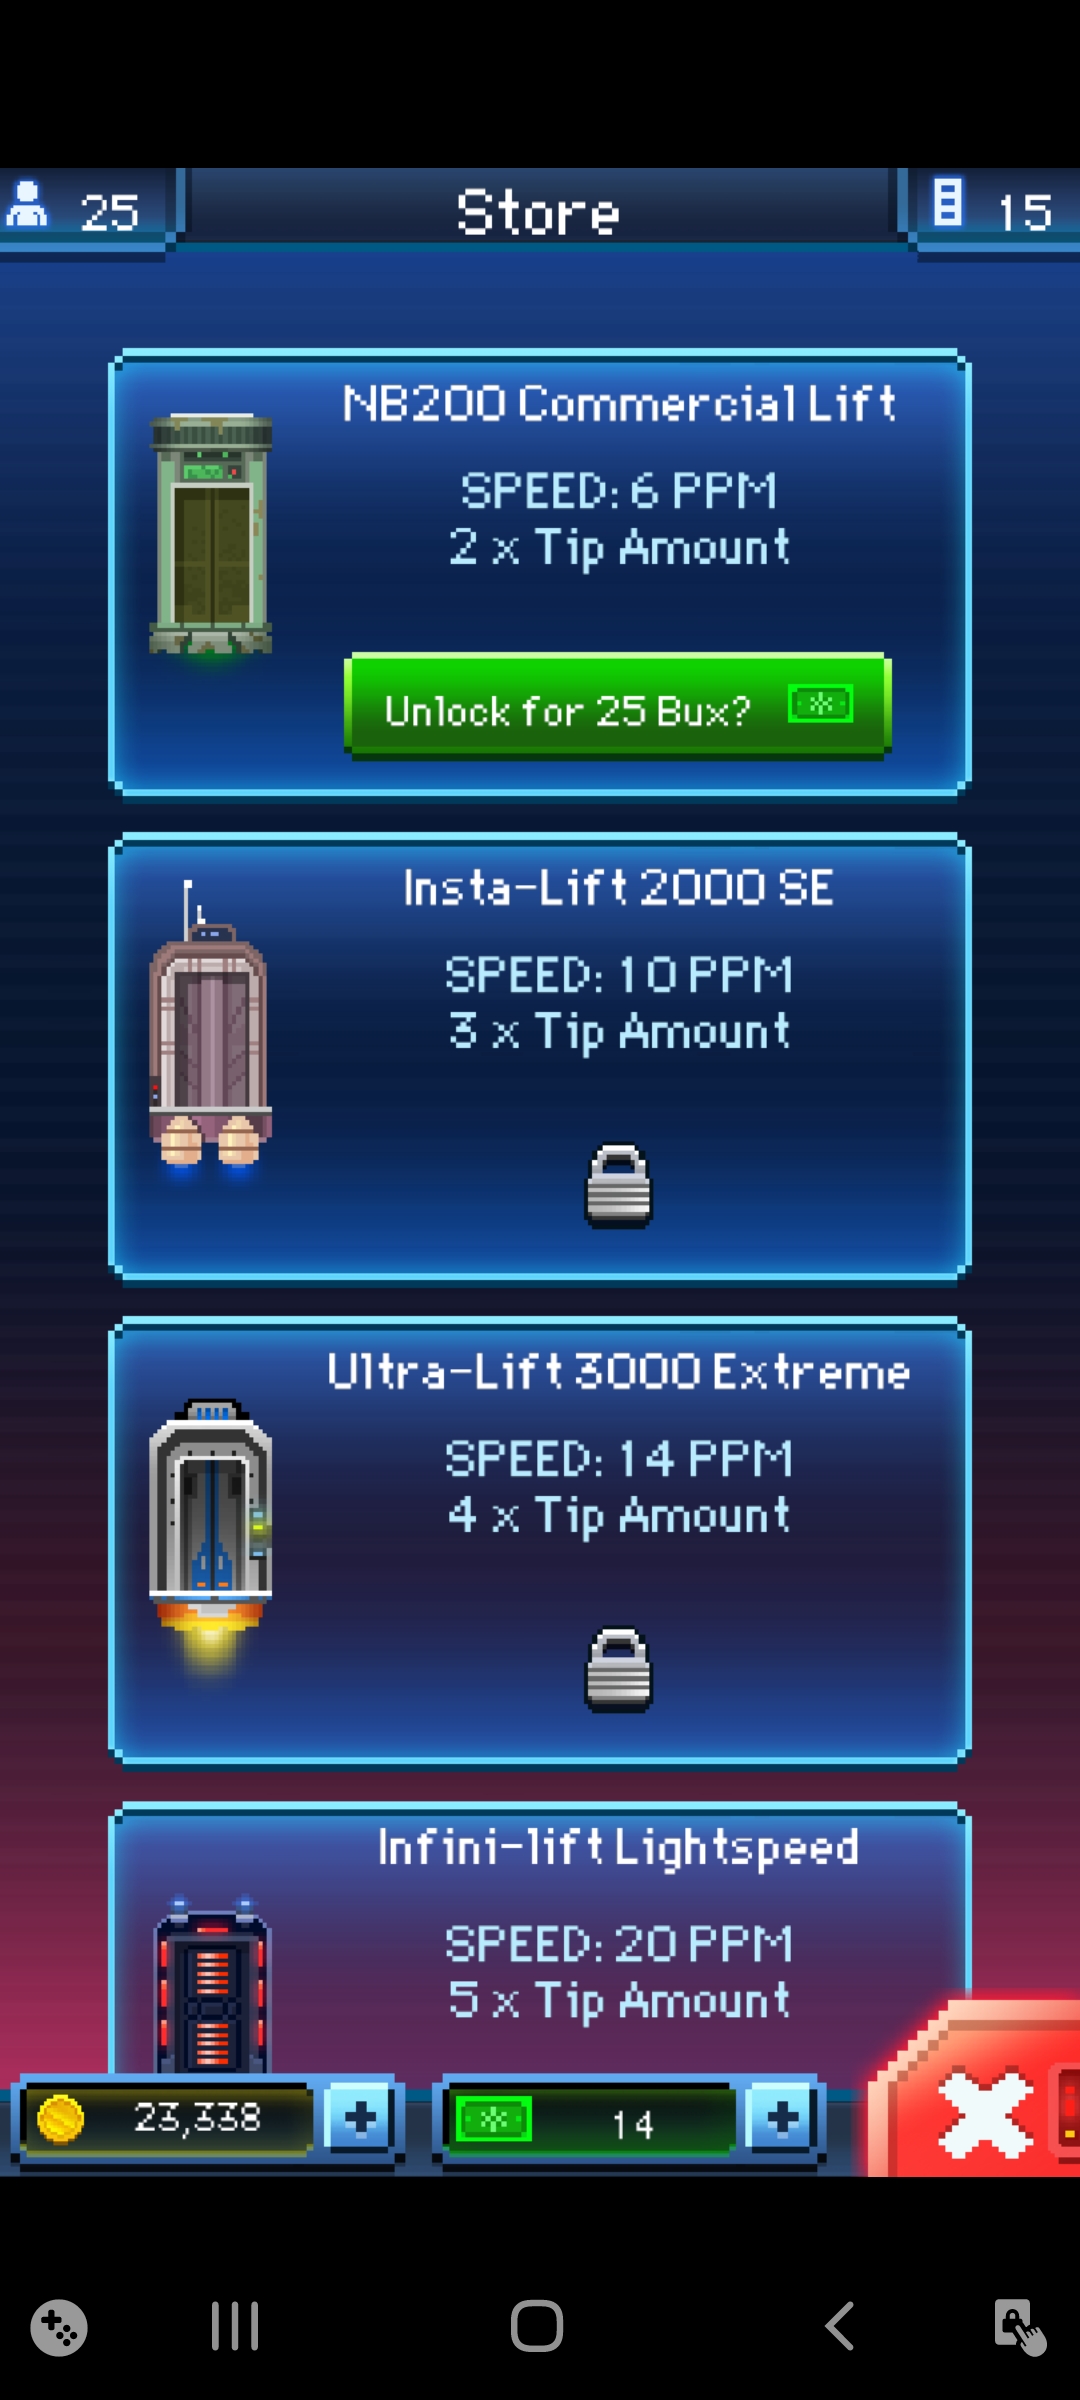 25
Store
15
NB200 Commercial Lift
SPEED: 6 PPM
2 x Tip Amount
Unlock for 25 Bux?
Insta-Lift 2000 SE
SPEED: 10 PPM
3 x Tip Amount
Ultra-Lift 3000 Extreme
SPEED: 14 PPM
4 x Tip Amount
Infini-lift Lightspeed
SPEED: 20 PPM
5 x Tip Amount
23,338
14